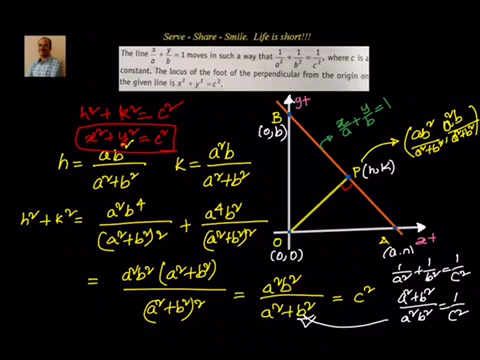 Serve - Share - Smile. Life is short!!!
The line x/a + y/b = 1 moves in such a way that 1/a² + 1/b² = 1/c², where c is a
constant. The locus of the foot of the perpendicular from the origin on
the given line is x² + y² = c².
h² + k² = c²
x² + y² = c²
h = ab²/(a²+b²) k = a²b/(a²+b²)
h² + k² = a²b⁴/(a²+b²)² + a⁴b²/(a²+b²)²
= a²b²(a²+b²)/(a²+b²)² = a²b²/(a²+b²) = c²
y+
B
(0,b)
x/a + y/b = 1
(ab²/(a²+b²), a²b/(a²+b²))
P
(h,k)
O
(0,0)
A
x+
1/a² + 1/b² = 1/c²
(a²+b²)/(a²b²) = 1/c²